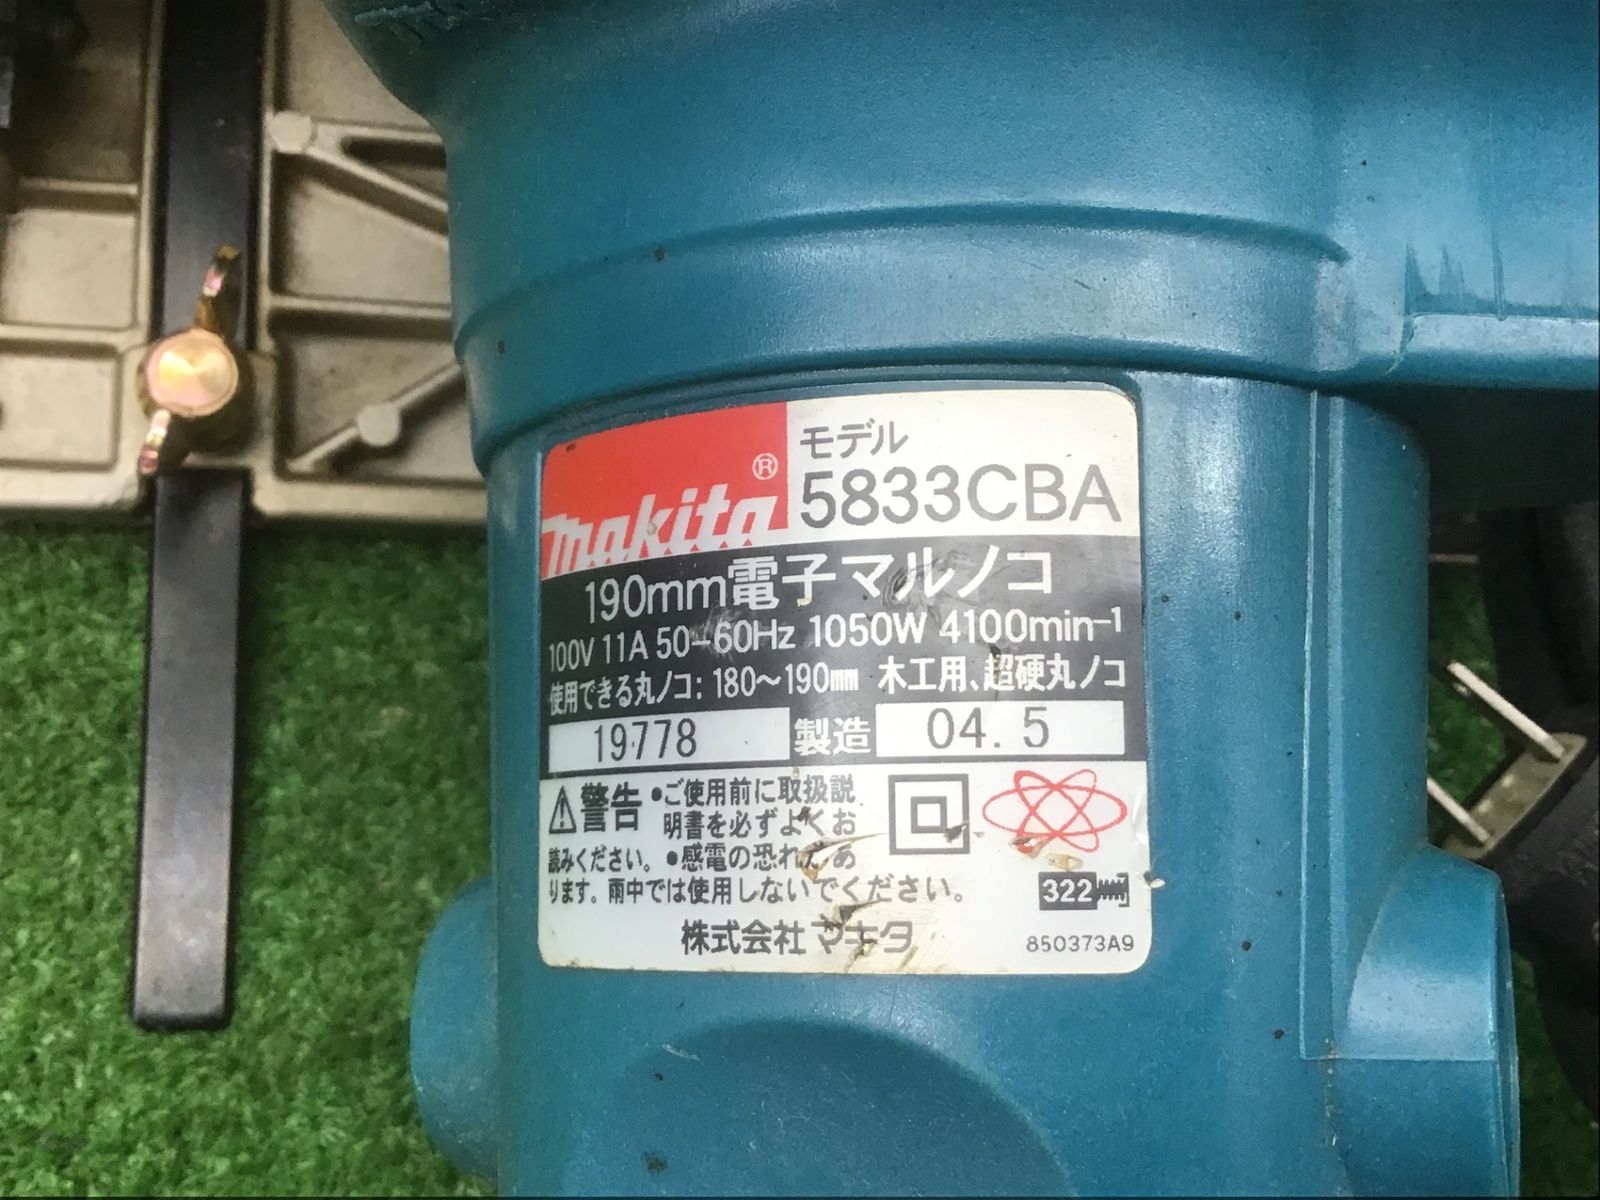 makita®
モデル
5833CBA
190mm電子マルノコ
100V 11A 50-60Hz 1050W 4100min-1
使用できる丸ノコ: 180〜190mm 木工用、超硬丸ノコ
19778 製造 04. 5
⚠警告 •ご使用前に取扱説
明書を必ずよくお
読みください。 •感電の恐れがあ
ります。雨中では使用しないでください。
322
株式会社 マキタ
850373A9